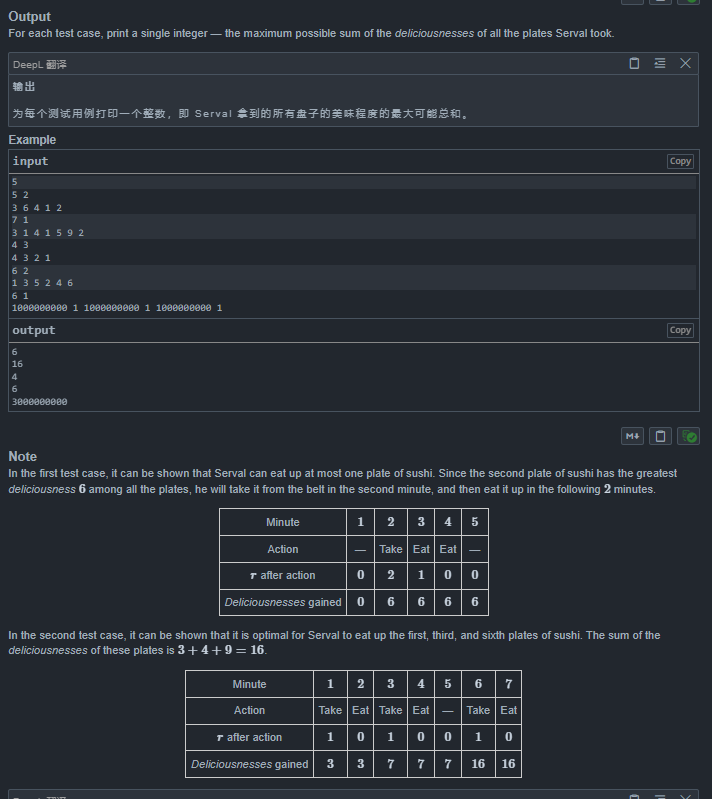 Output
For each test case, print a single integer — the maximum possible sum of the deliciousnesses of all the plates Serval took.
DeepL 翻译
输出
为每个测试用例打印一个整数，即 Serval 拿到的所有盘子的美味程度的最大可能总和。
Example
input
Copy
5
5 2
3 6 4 1 2
7 1
3 1 4 1 5 9 2
4 3
4 3 2 1
6 2
1 3 5 2 4 6
6 1
1000000000 1 1000000000 1 1000000000 1
output
Copy
6
16
4
6
3000000000
M↓
Note
In the first test case, it can be shown that Serval can eat up at most one plate of sushi. Since the second plate of sushi has the greatest
deliciousness 6 among all the plates, he will take it from the belt in the second minute, and then eat it up in the following 2 minutes.
Minute 1 2 3 4 5
Action — Take Eat Eat —
r after action 0 2 1 0 0
Deliciousnesses gained 0 6 6 6 6
In the second test case, it can be shown that it is optimal for Serval to eat up the first, third, and sixth plates of sushi. The sum of the
deliciousnesses of these plates is 3 + 4 + 9 = 16.
Minute 1 2 3 4 5 6 7
Action Take Eat Take Eat — Take Eat
r after action 1 0 1 0 0 1 0
Deliciousnesses gained 3 3 7 7 7 16 16